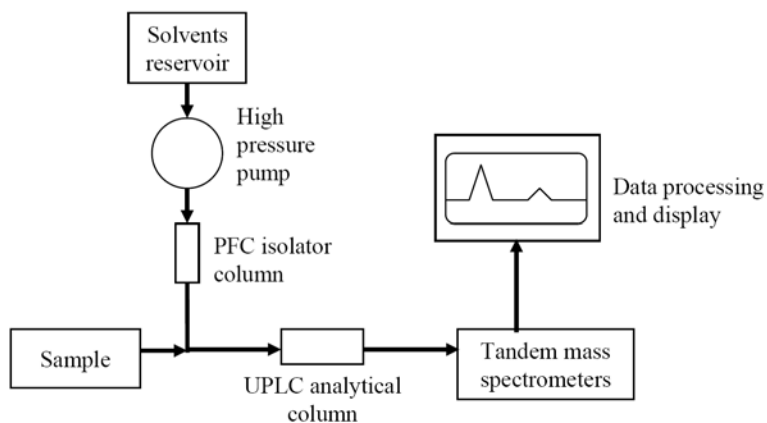 Solvents
reservoir
High
pressure
pump
PFC isolator
column
Data processing
and display
Sample
UPLC analytical
column
Tandem mass
spectrometers